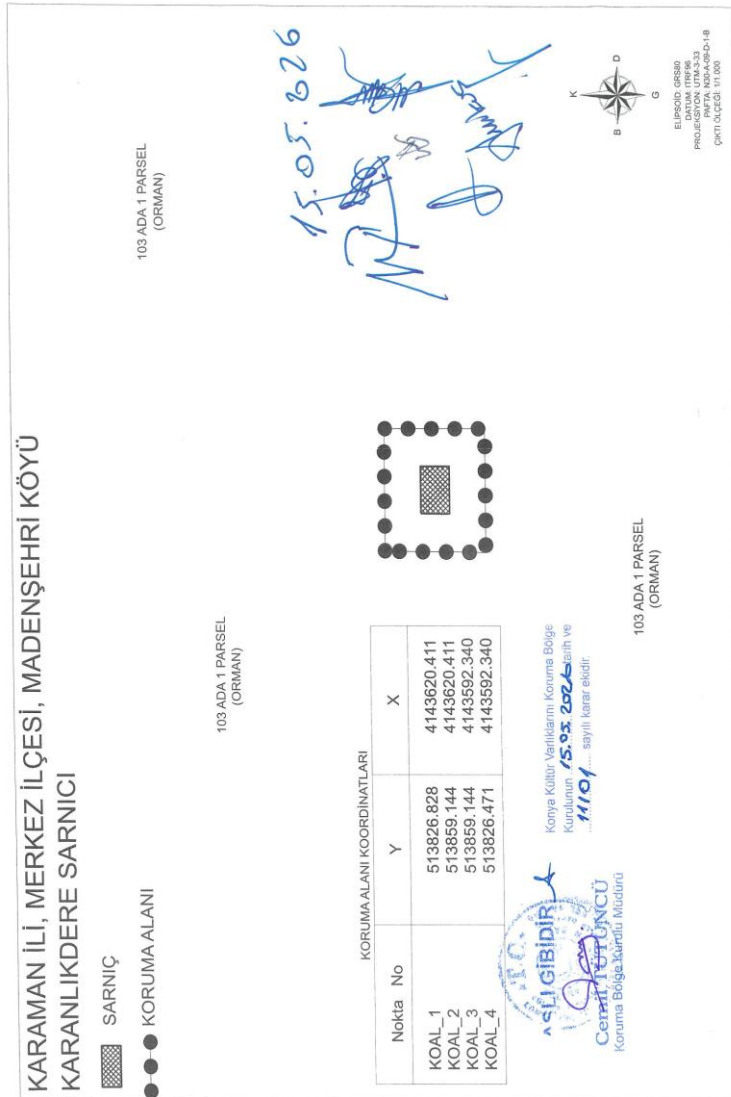 KARAMAN İLİ, MERKEZ İLÇESİ, MADENŞEHRİ KÖYÜ
KARANLIKDERE SARNICI
SARNIÇ
KORUMA ALANI
103 ADA 1 PARSEL
(ORMAN)
103 ADA 1 PARSEL
(ORMAN)
15.05.2026
KORUMA ALANI KOORDİNATLARI
Nokta No Y X
KOAL_1 513826.828 4143620.411
KOAL_2 513859.144 4143620.411
KOAL_3 513859.144 4143592.340
KOAL_4 513826.471 4143592.340
T.C.
ASLI GİBİDİR
Cemil TÜTÜNCÜ
Koruma Bölge Kurulu Müdürü
Konya Kültür Varlıklarını Koruma Bölge
Kurulunun 15.05.2026 tarih ve
11101 sayılı karar ekidir.
103 ADA 1 PARSEL
(ORMAN)
K
B D
G
ELİPSOİD: GRS80
DATUM: ITRF96
PROJEKSİYON: UTM-3-33
PAFTA: N30-A-09-D-1-B
ÇIKTI ÖLÇEĞİ: 1/1.000